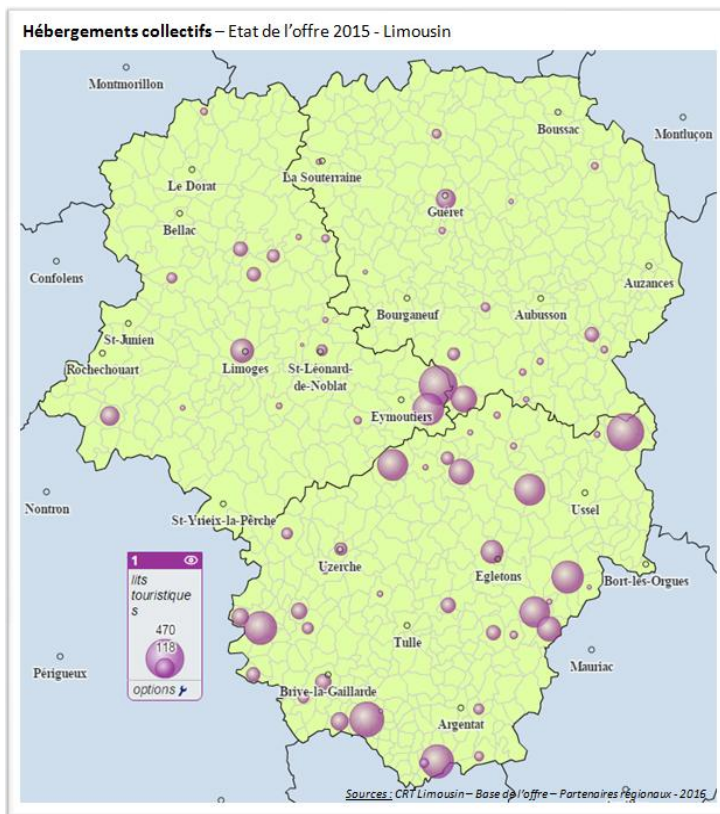 Hébergements collectifs – Etat de l'offre 2015 - Limousin
Montmorillon
Boussac
Montluçon
La Souterraine
Le Dorat
Guéret
Bellac
Confolens
Auzances
Bourganeuf
Aubusson
St-Junien
Rochechouart
Limoges
St-Léonard-
de-Noblat
Eymoutiers
Nontron
Ussel
St-Yrieix-la-Perche
Uzerche
Egletons
Bort-les-Orgues
1
lits
touristique
s
470
118
options
Tulle
Périgueux
Mauriac
Brive-la-Gaillarde
Argentat
Sources : CRT Limousin – Base de l'offre – Partenaires régionaux - 2016